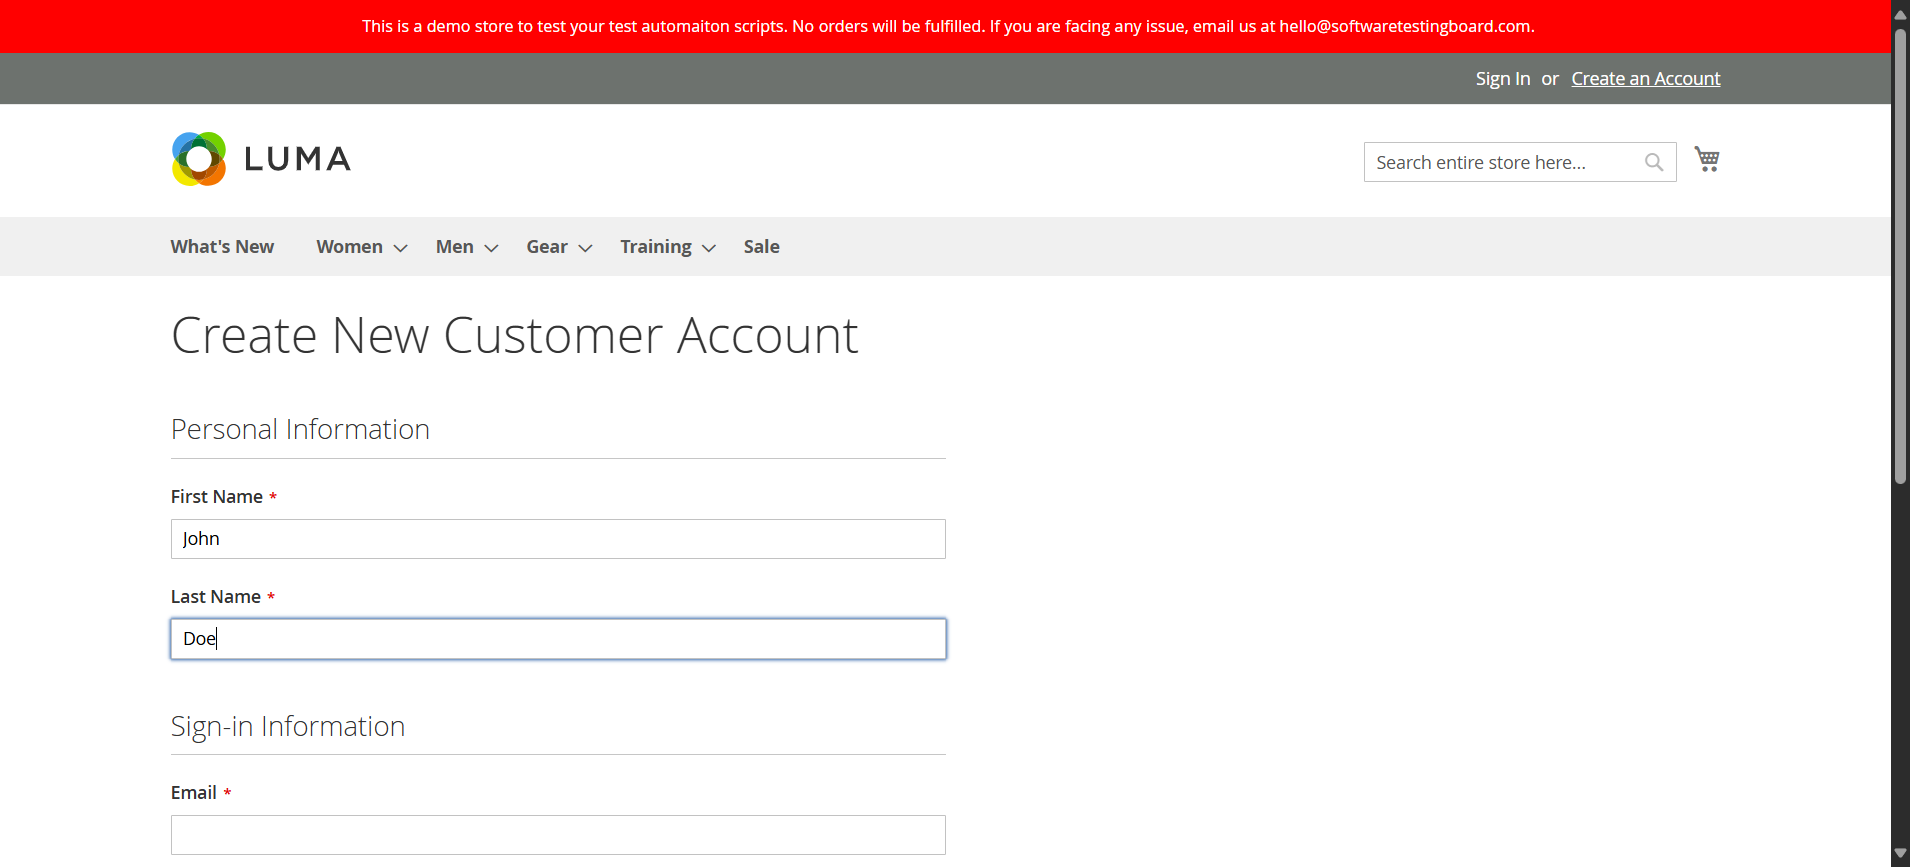 This is a demo store to test your test automaiton scripts. No orders will be fulfilled. If you are facing any issue, email us at hello@softwaretestingboard.com.
Sign In or Create an Account
LUMA
Search entire store here...
What's New Women Men Gear Training Sale
Create New Customer Account
Personal Information
First Name *
John
Last Name *
Doe
Sign-in Information
Email *